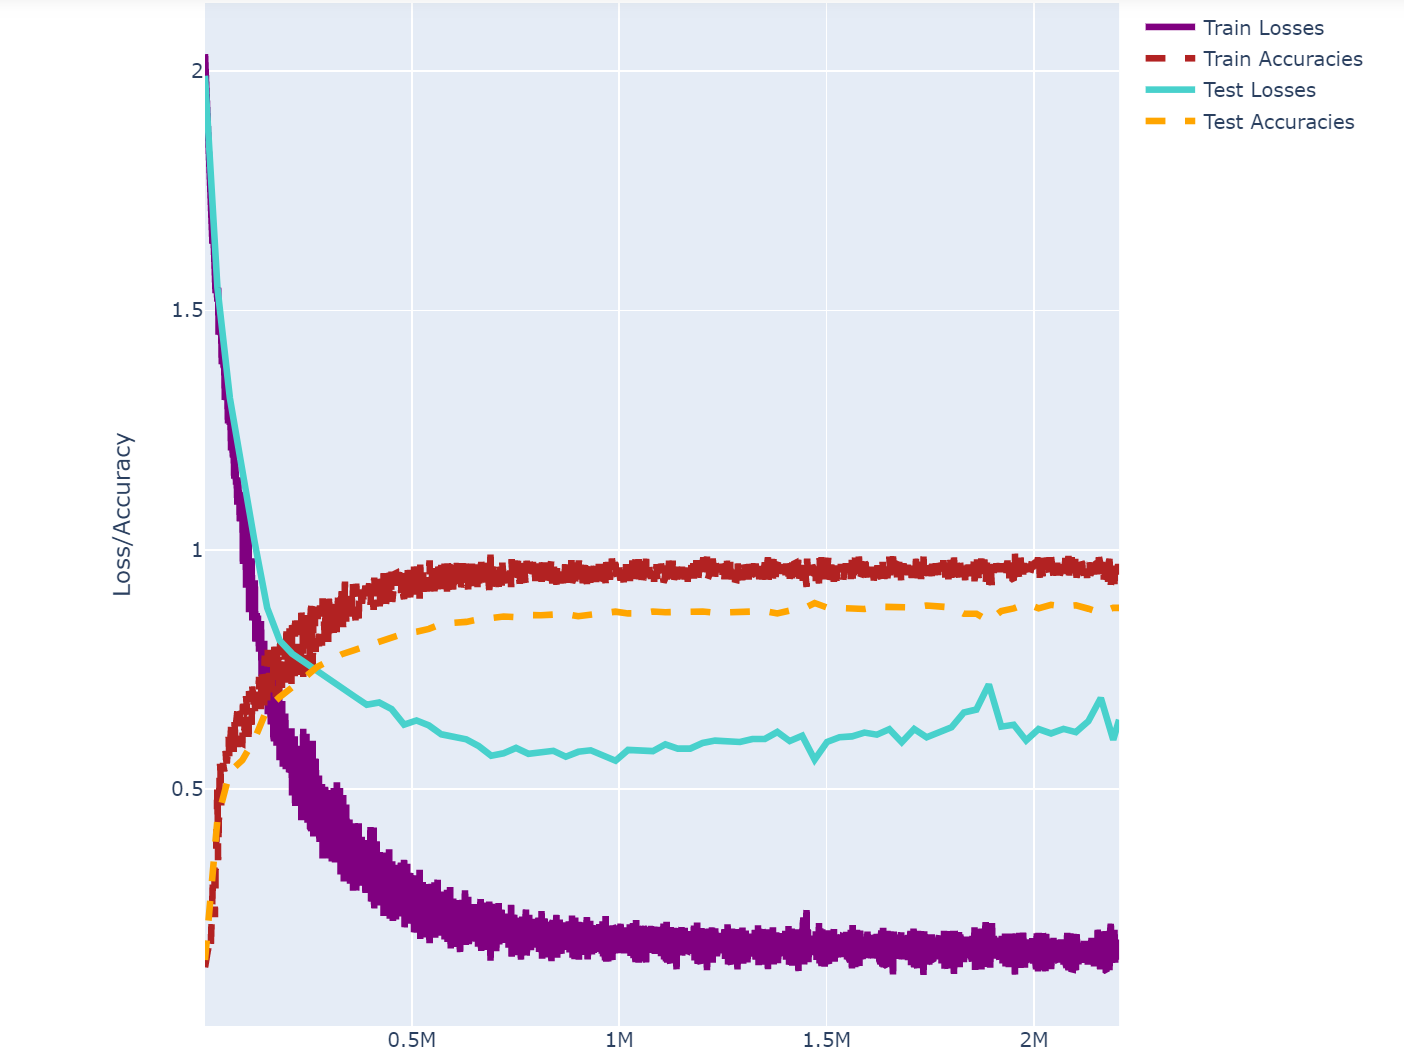 Train Losses
Train Accuracies
Test Losses
Test Accuracies
2
1.5
1
0.5
Loss/Accuracy
0.5M
1M
1.5M
2M